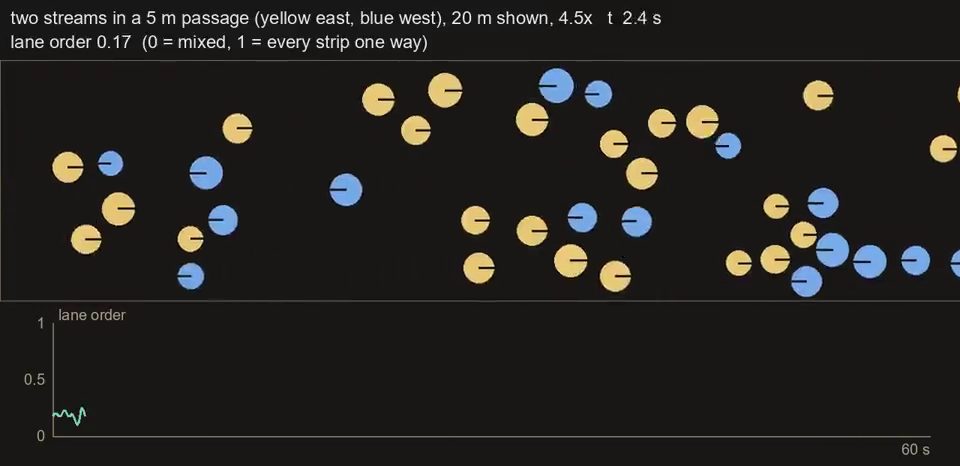 two streams in a 5 m passage (yellow east, blue west), 20 m shown, 4.5x   t  2.4 s
lane order 0.17  (0 = mixed, 1 = every strip one way)
lane order
1
0.5
0
60 s